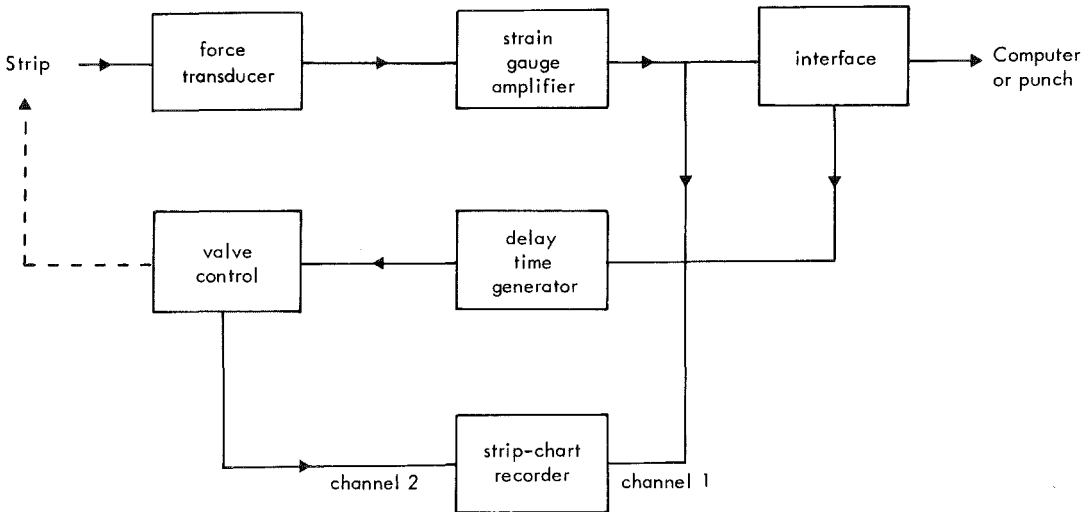 Strip
force
transducer
strain
gauge
amplifier
interface
Computer
or punch
valve
control
delay
time
generator
strip-chart
recorder
channel 2
channel 1